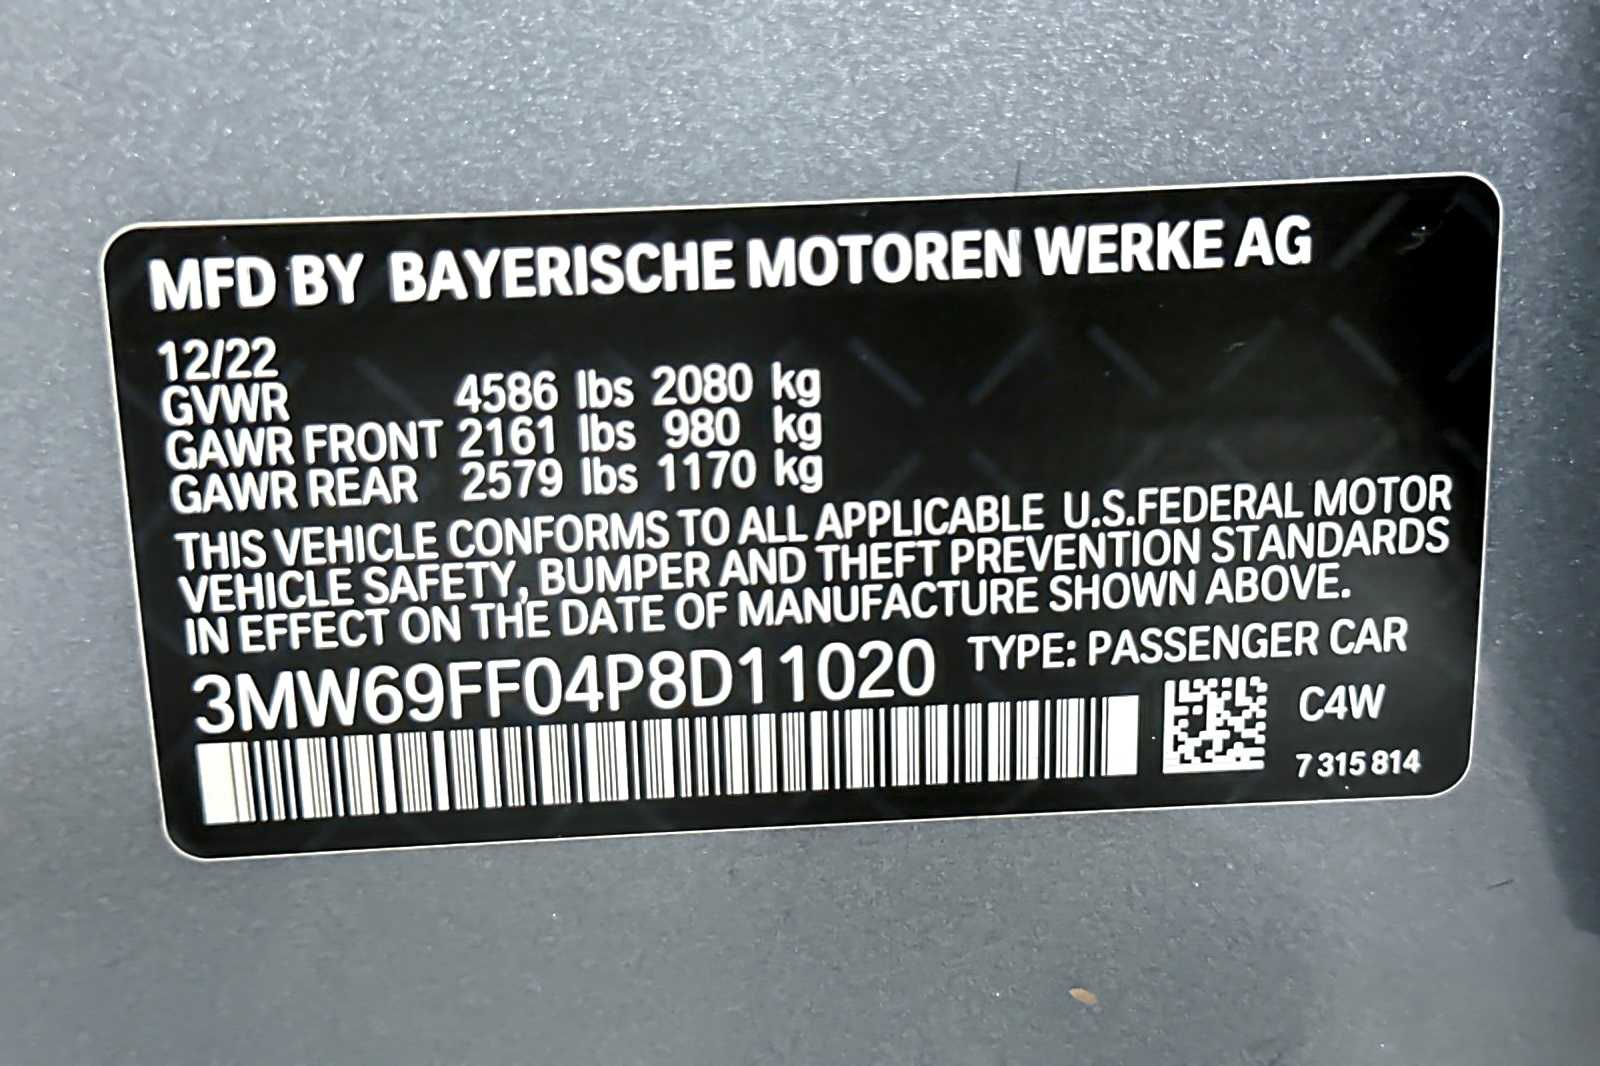 MFD BY BAYERISCHE MOTOREN WERKE AG
12/22
GVWR 4586 lbs 2080 kg
GAWR FRONT 2161 lbs 980 kg
GAWR REAR 2579 lbs 1170 kg
THIS VEHICLE CONFORMS TO ALL APPLICABLE U.S.FEDERAL MOTOR
VEHICLE SAFETY, BUMPER AND THEFT PREVENTION STANDARDS
IN EFFECT ON THE DATE OF MANUFACTURE SHOWN ABOVE.
3MW69FF04P8D11020 TYPE: PASSENGER CAR
C4W
7 315 814